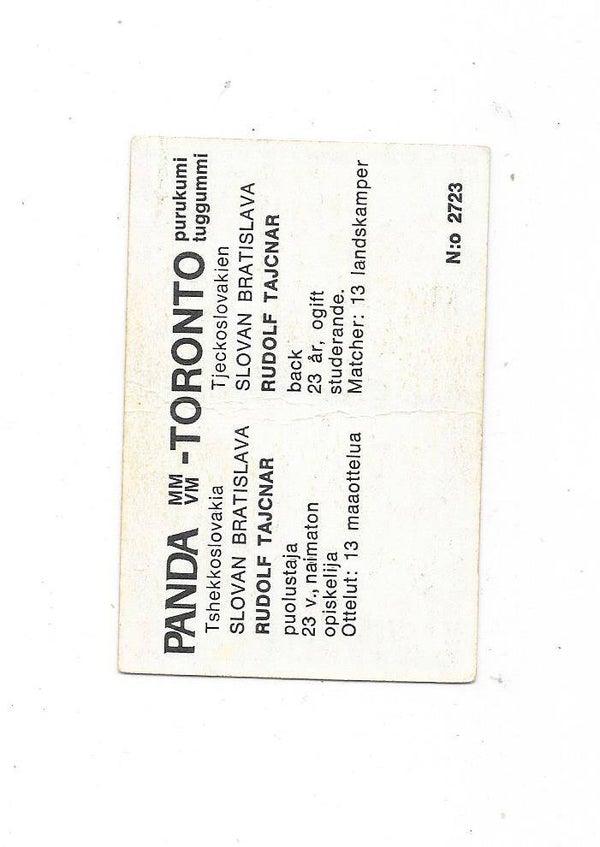 PANDA MM VM -TORONTO purukumi tuggummi
Tshekkoslovakia
SLOVAN BRATISLAVA
RUDOLF TAJCNAR
puolustaja
23 v., naimaton
opiskelija
Ottelut: 13 maaottelua
Tjeckoslovakien
SLOVAN BRATISLAVA
RUDOLF TAJCNAR
back
23 år, ogift
studerande.
Matcher: 13 landskamper
N:o 2723